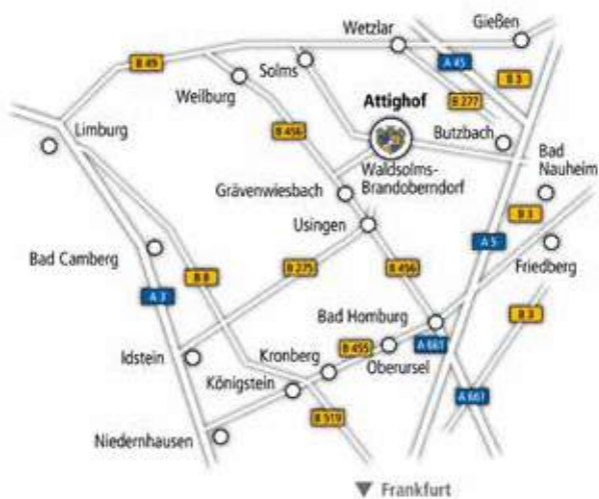 Gießen
Wetzlar
A 45
B 49
Solms
B 3
Weilburg
Attighof
B 277
Limburg
B 456
Butzbach
Waldsolms-
Brandoberndorf
Bad
Nauheim
Grävenwiesbach
B 3
Usingen
A 5
Bad Camberg
B 8
B 275
B 456
Friedberg
A 3
Bad Homburg
B 3
Idstein
Kronberg
B 455
A 661
Oberursel
Königstein
A 661
B 519
Niedernhausen
▼ Frankfurt